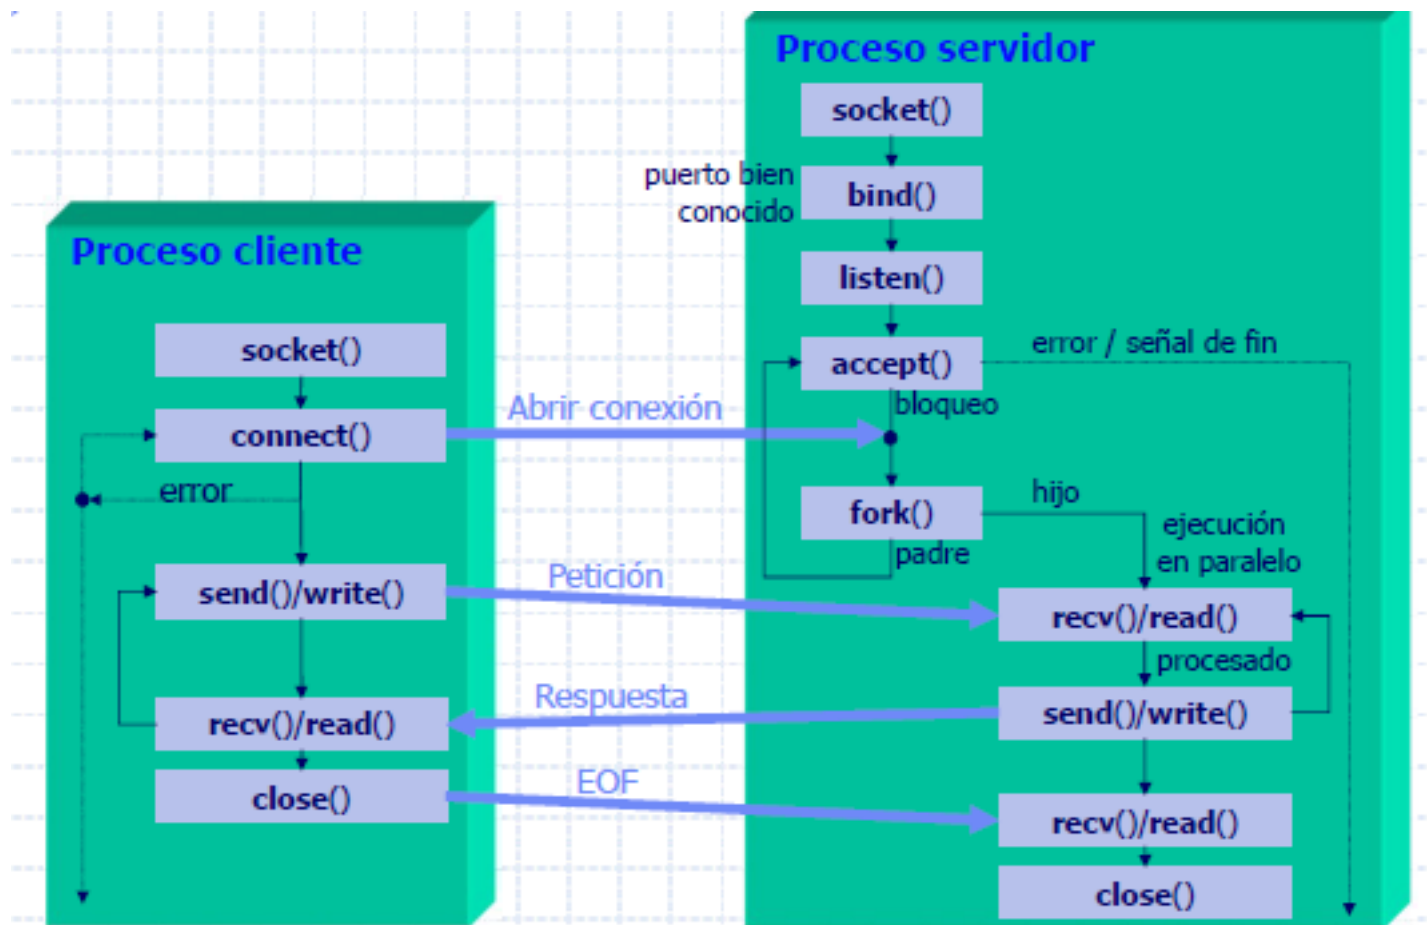 Proceso cliente
socket()
connect()
error
send()/write()
recv()/read()
close()
Abrir conexión
Petición
Respuesta
EOF
Proceso servidor
socket()
puerto bien
conocido
bind()
listen()
accept()
error / señal de fin
bloqueo
fork()
hijo
padre
ejecución
en paralelo
recv()/read()
procesado
send()/write()
recv()/read()
close()